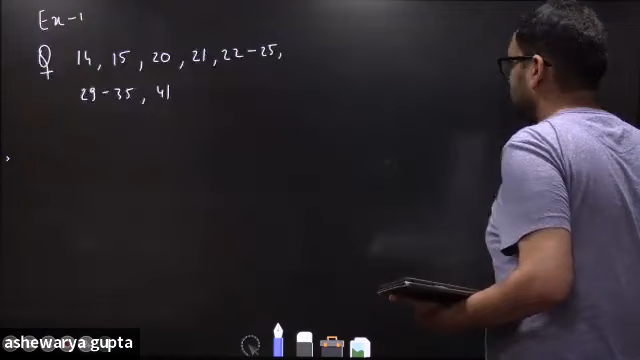 Ex-1
Q 14, 15, 20, 21, 22-25,
29-35, 41
ashewarya gupta